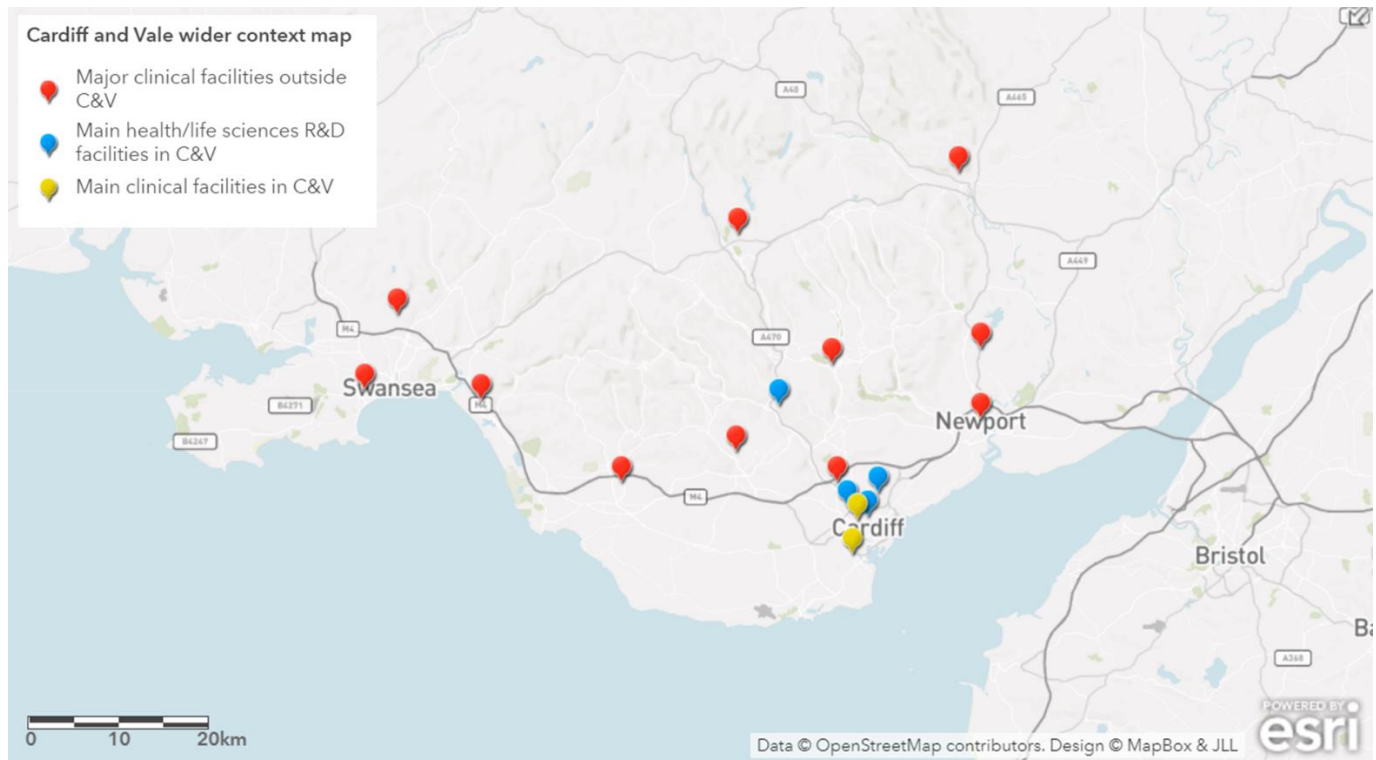 Cardiff and Vale wider context map
Major clinical facilities outside
C&V
Main health/life sciences R&D
facilities in C&V
Main clinical facilities in C&V
A40
A465
A449
M4
A470
Swansea
B4271
M4
Newport
B4247
M4
Cardiff
Bristol
Ba
A368
0 10 20km
Data © OpenStreetMap contributors. Design © MapBox & JLL
POWERED BY
esri